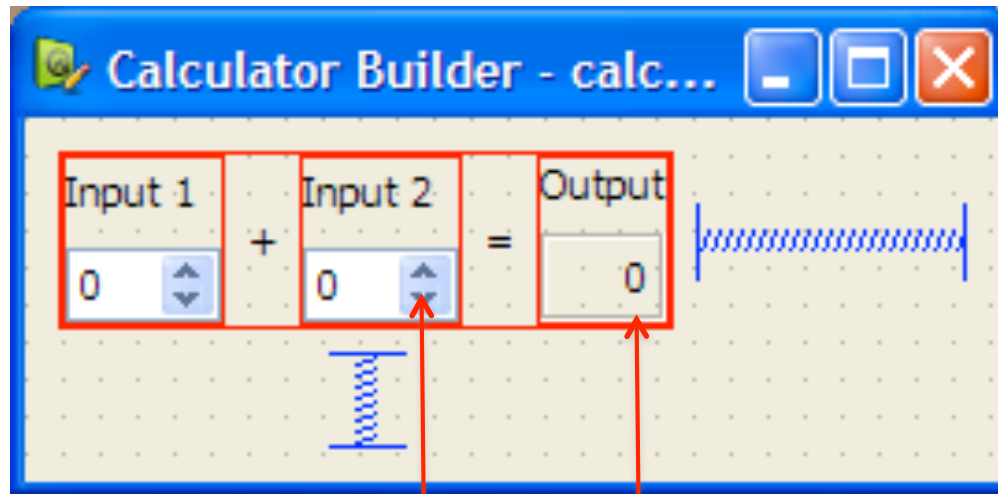 Calculator Builder - calc...
Input 1 Input 2 Output
0 + 0 = 0